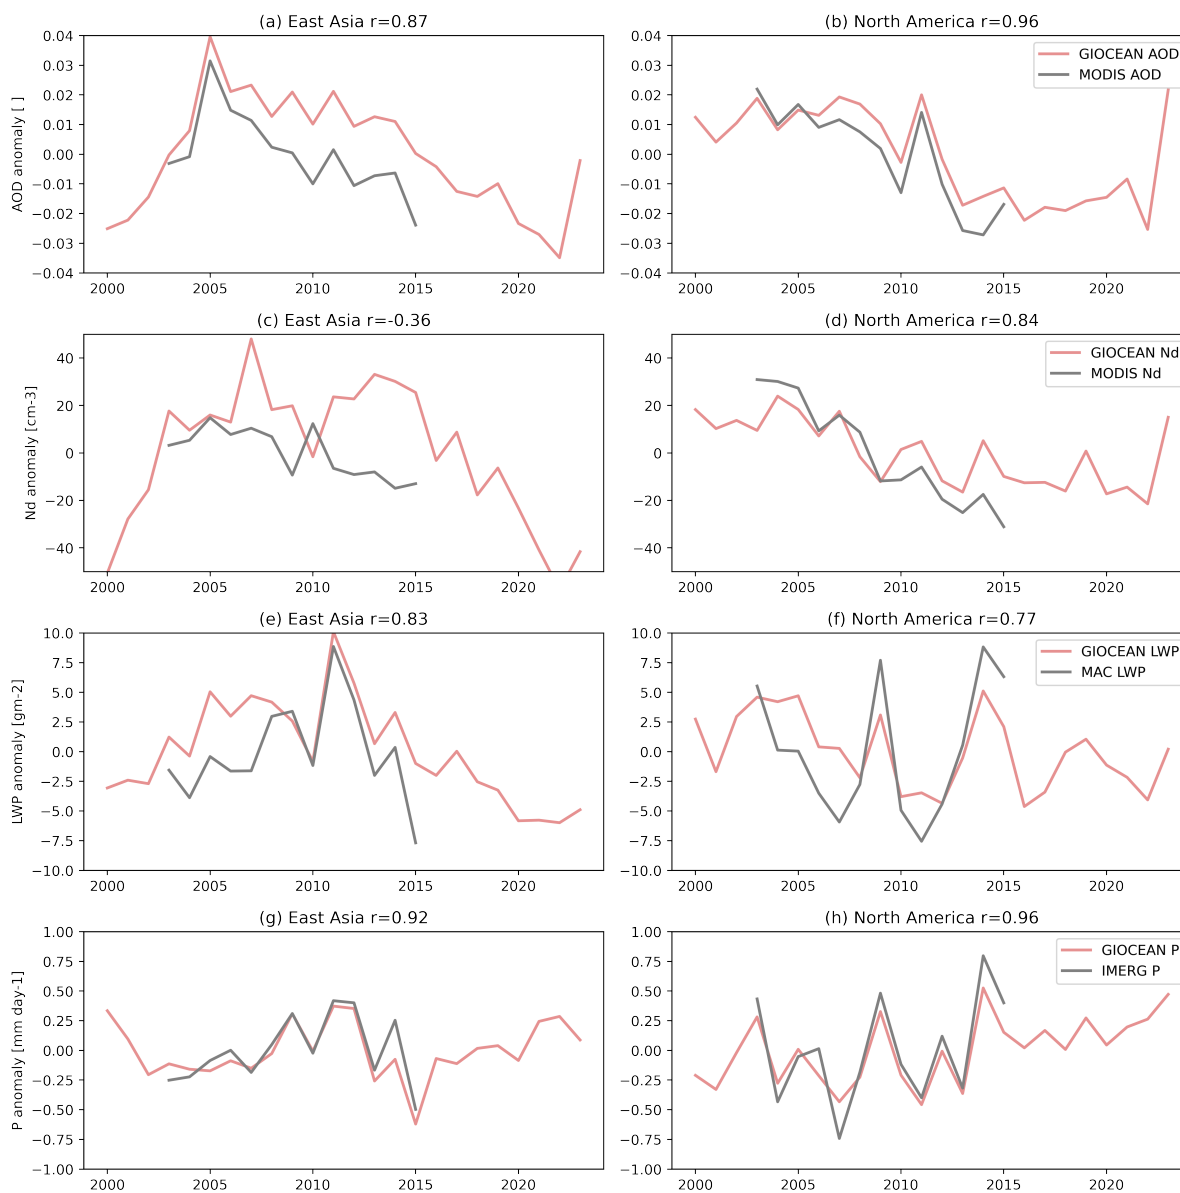 (a) East Asia r=0.87
(b) North America r=0.96
AOD anomaly [ ]
0.04
0.03
0.02
0.01
0.00
−0.01
−0.02
−0.03
−0.04
2000 2005 2010 2015 2020
0.04
0.03
0.02
0.01
0.00
−0.01
−0.02
−0.03
−0.04
2000 2005 2010 2015 2020
GIOCEAN AOD
MODIS AOD
(c) East Asia r=-0.36
(d) North America r=0.84
Nd anomaly [cm-3]
40
20
0
−20
−40
2000 2005 2010 2015 2020
40
20
0
−20
−40
2000 2005 2010 2015 2020
GIOCEAN Nd
MODIS Nd
(e) East Asia r=0.83
(f) North America r=0.77
LWP anomaly [gm-2]
10.0
7.5
5.0
2.5
0.0
−2.5
−5.0
−7.5
−10.0
2000 2005 2010 2015 2020
10.0
7.5
5.0
2.5
0.0
−2.5
−5.0
−7.5
−10.0
2000 2005 2010 2015 2020
GIOCEAN LWP
MAC LWP
(g) East Asia r=0.92
(h) North America r=0.96
P anomaly [mm day-1]
1.00
0.75
0.50
0.25
0.00
−0.25
−0.50
−0.75
−1.00
2000 2005 2010 2015 2020
1.00
0.75
0.50
0.25
0.00
−0.25
−0.50
−0.75
−1.00
2000 2005 2010 2015 2020
GIOCEAN P
IMERG P